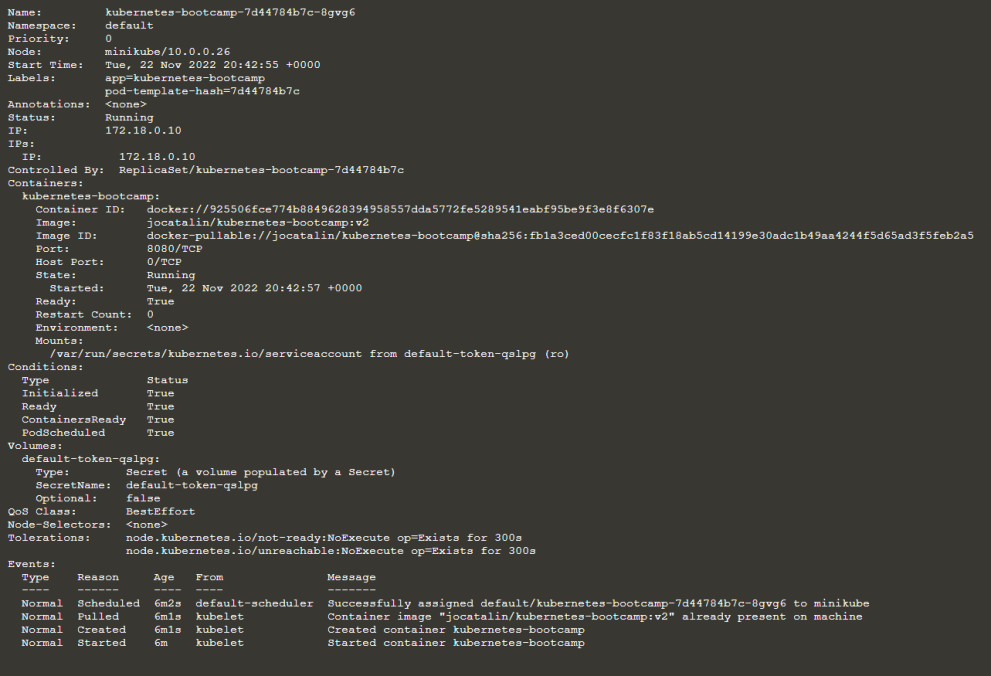 Name:         kubernetes-bootcamp-7d44784b7c-8gvg6
Namespace:    default
Priority:     0
Node:         minikube/10.0.0.26
Start Time:   Tue, 22 Nov 2022 20:42:55 +0000
Labels:       app=kubernetes-bootcamp
              pod-template-hash=7d44784b7c
Annotations:  <none>
Status:       Running
IP:           172.18.0.10
IPs:
  IP:           172.18.0.10
Controlled By:  ReplicaSet/kubernetes-bootcamp-7d44784b7c
Containers:
  kubernetes-bootcamp:
    Container ID:   docker://925506fce774b8849628394958557dda5772fe5289541eabf95be9f3e8f6307e
    Image:          jocatalin/kubernetes-bootcamp:v2
    Image ID:       docker-pullable://jocatalin/kubernetes-bootcamp@sha256:fb1a3ced00cecfc1f83f18ab5cd14199e30adc1b49aa4244f5d65ad3f5feb2a5
    Port:           8080/TCP
    Host Port:      0/TCP
    State:          Running
      Started:      Tue, 22 Nov 2022 20:42:57 +0000
    Ready:          True
    Restart Count:  0
    Environment:    <none>
    Mounts:
      /var/run/secrets/kubernetes.io/serviceaccount from default-token-qslpg (ro)
Conditions:
  Type              Status
  Initialized       True
  Ready             True
  ContainersReady   True
  PodScheduled      True
Volumes:
  default-token-qslpg:
    Type:        Secret (a volume populated by a Secret)
    SecretName:  default-token-qslpg
    Optional:    false
QoS Class:       BestEffort
Node-Selectors:  <none>
Tolerations:     node.kubernetes.io/not-ready:NoExecute op=Exists for 300s
                 node.kubernetes.io/unreachable:NoExecute op=Exists for 300s
Events:
  Type    Reason     Age   From               Message
  ----    ------     ----  ----               -------
  Normal  Scheduled  6m2s  default-scheduler  Successfully assigned default/kubernetes-bootcamp-7d44784b7c-8gvg6 to minikube
  Normal  Pulled     6m1s  kubelet            Container image "jocatalin/kubernetes-bootcamp:v2" already present on machine
  Normal  Created    6m1s  kubelet            Created container kubernetes-bootcamp
  Normal  Started    6m    kubelet            Started container kubernetes-bootcamp